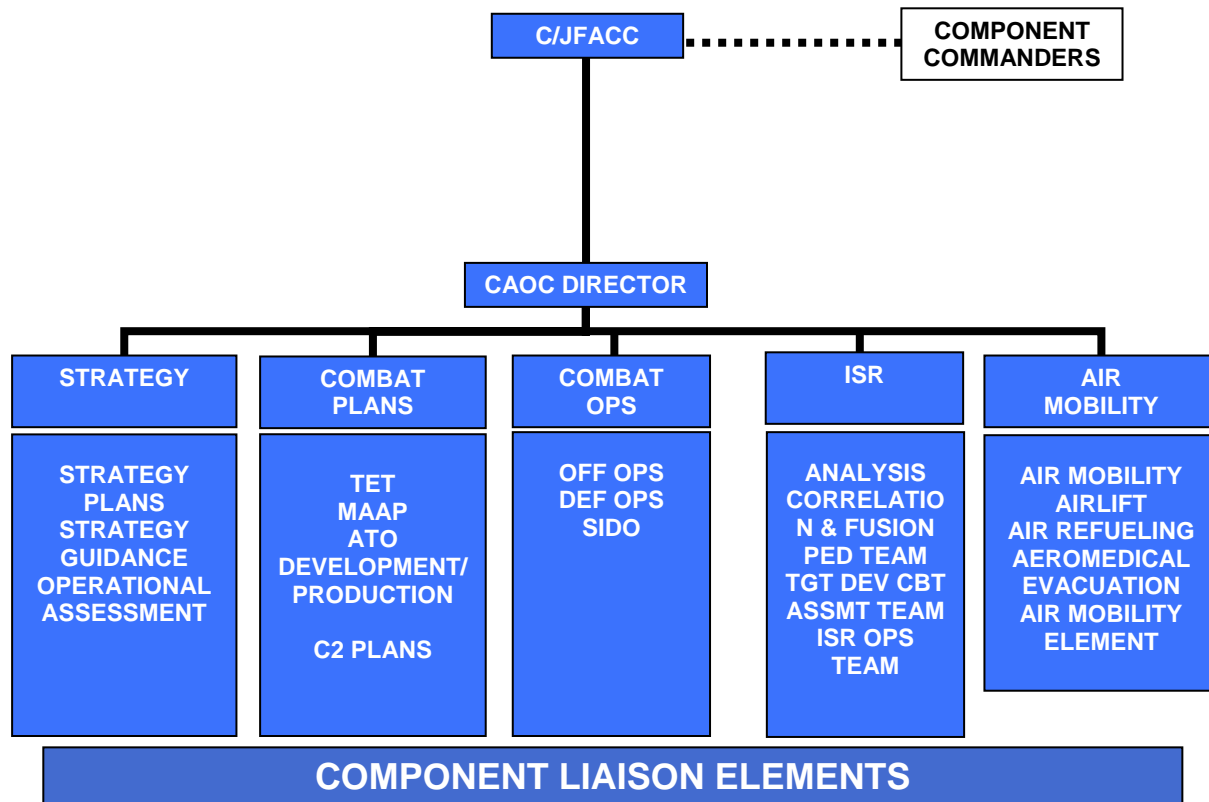 C/JFACC
COMPONENT
COMMANDERS
CAOC DIRECTOR
STRATEGY
COMBAT
PLANS
COMBAT
OPS
ISR
AIR
MOBILITY
STRATEGY
PLANS
STRATEGY
GUIDANCE
OPERATIONAL
ASSESSMENT
TET
MAAP
ATO
DEVELOPMENT/
PRODUCTION
C2 PLANS
OFF OPS
DEF OPS
SIDO
ANALYSIS
CORRELATIO
N & FUSION
PED TEAM
TGT DEV CBT
ASSMT TEAM
ISR OPS
TEAM
AIR MOBILITY
AIRLIFT
AIR REFUELING
AEROMEDICAL
EVACUATION
AIR MOBILITY
ELEMENT
COMPONENT LIAISON ELEMENTS